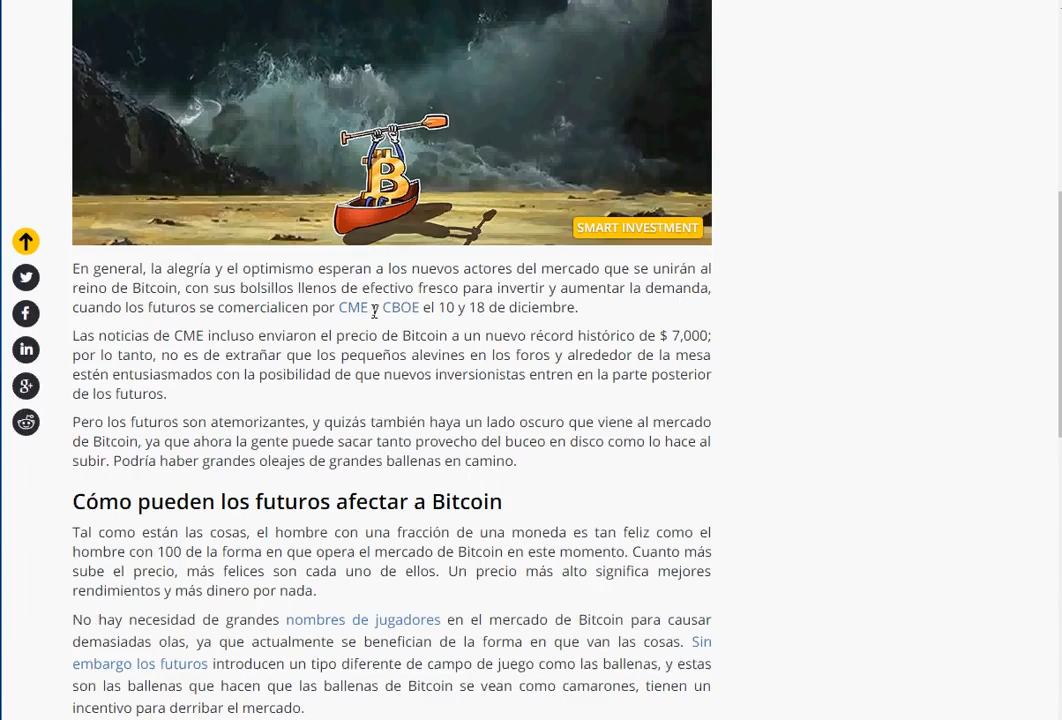 SMART INVESTMENT
En general, la alegría y el optimismo esperan a los nuevos actores del mercado que se unirán al
reino de Bitcoin, con sus bolsillos llenos de efectivo fresco para invertir y aumentar la demanda,
cuando los futuros se comercialicen por CME y CBOE el 10 y 18 de diciembre.
Las noticias de CME incluso enviaron el precio de Bitcoin a un nuevo récord histórico de $ 7,000;
por lo tanto, no es de extrañar que los pequeños alevines en los foros y alrededor de la mesa
estén entusiasmados con la posibilidad de que nuevos inversionistas entren en la parte posterior
de los futuros.
Pero los futuros son atemorizantes, y quizás también haya un lado oscuro que viene al mercado
de Bitcoin, ya que ahora la gente puede sacar tanto provecho del buceo en disco como lo hace al
subir. Podría haber grandes oleajes de grandes ballenas en camino.
Cómo pueden los futuros afectar a Bitcoin
Tal como están las cosas, el hombre con una fracción de una moneda es tan feliz como el
hombre con 100 de la forma en que opera el mercado de Bitcoin en este momento. Cuanto más
sube el precio, más felices son cada uno de ellos. Un precio más alto significa mejores
rendimientos y más dinero por nada.
No hay necesidad de grandes nombres de jugadores en el mercado de Bitcoin para causar
demasiadas olas, ya que actualmente se benefician de la forma en que van las cosas. Sin
embargo los futuros introducen un tipo diferente de campo de juego como las ballenas, y estas
son las ballenas que hacen que las ballenas de Bitcoin se vean como camarones, tienen un
incentivo para derribar el mercado.